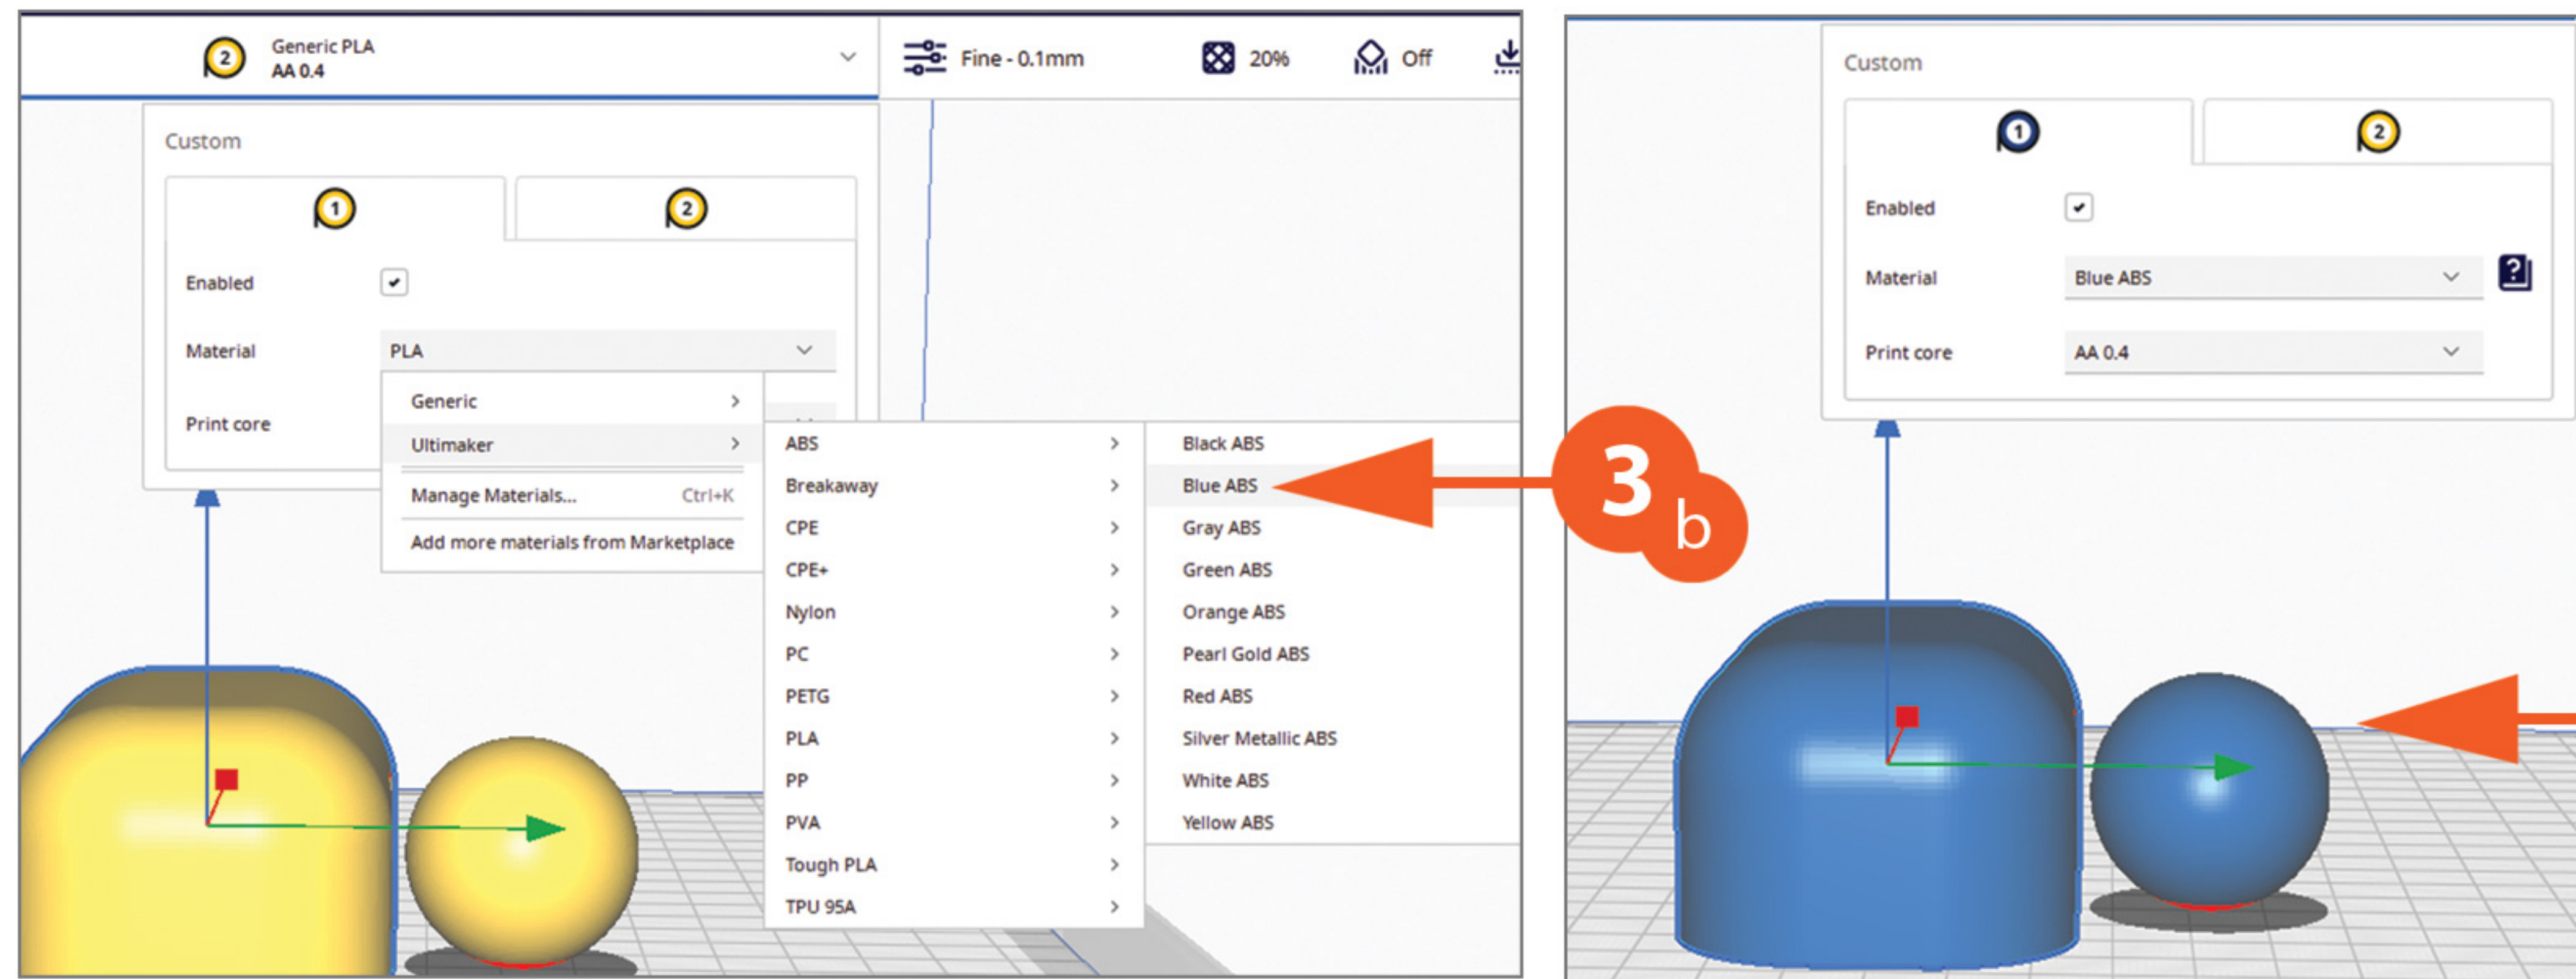 2
Generic PLA
AA 0.4
Fine - 0.1mm
20%
Off
Custom
1
2
Enabled
Material
PLA
Print core
Generic
Ultimaker
Manage Materials...
Ctrl+K
Add more materials from Marketplace
ABS
Breakaway
CPE
CPE+
Nylon
PC
PETG
PLA
PP
PVA
Tough PLA
TPU 95A
Black ABS
Blue ABS
Gray ABS
Green ABS
Orange ABS
Pearl Gold ABS
Red ABS
Silver Metallic ABS
White ABS
Yellow ABS
3
b
Custom
1
2
Enabled
Material
Blue ABS
?
Print core
AA 0.4